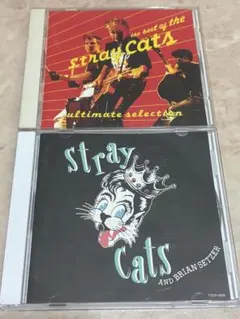 the best of the
stray cats
ultimate selection
stray
cats
AND BRIAN SETZER